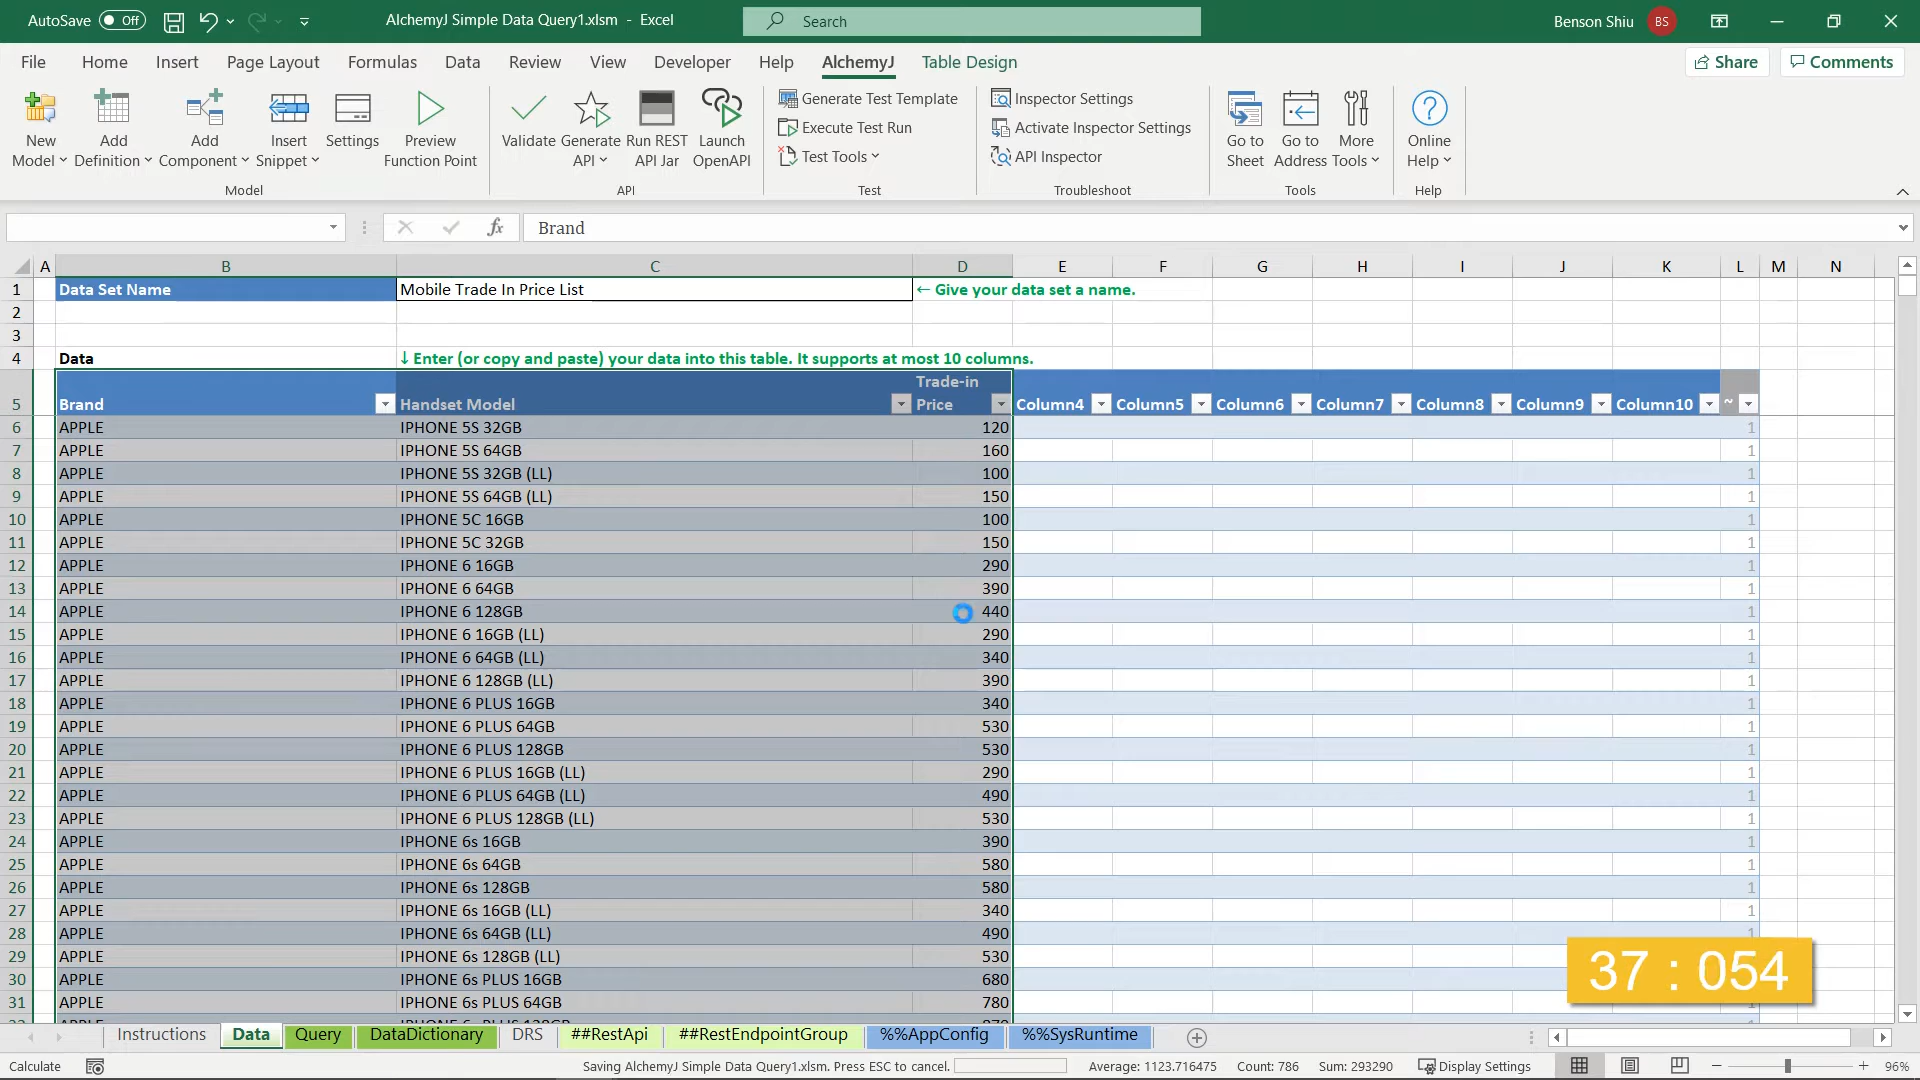 AutoSave Off AlchemyJ Simple Data Query1.xlsm - Excel Search Benson Shiu BS
File Home Insert Page Layout Formulas Data Review View Developer Help AlchemyJ Table Design Share Comments
New Model Add Definition Add Component Insert Snippet Settings Preview Function Point
Model
Validate Generate API Run REST API Jar Launch OpenAPI
API
Generate Test Template
Execute Test Run
Test Tools
Test
Inspector Settings
Activate Inspector Settings
API Inspector
Troubleshoot
Go to Sheet Go to Address More Tools
Tools
Online Help
Help
fx Brand
A B C D E F G H I J K L M N
1 Data Set Name Mobile Trade In Price List ← Give your data set a name.
2
3
4 Data ↓ Enter (or copy and paste) your data into this table. It supports at most 10 columns.
5 Brand Handset Model Trade-in Price Column4 Column5 Column6 Column7 Column8 Column9 Column10 ~
6 APPLE IPHONE 5S 32GB 120 1
7 APPLE IPHONE 5S 64GB 160 1
8 APPLE IPHONE 5S 32GB (LL) 100 1
9 APPLE IPHONE 5S 64GB (LL) 150 1
10 APPLE IPHONE 5C 16GB 100 1
11 APPLE IPHONE 5C 32GB 150 1
12 APPLE IPHONE 6 16GB 290 1
13 APPLE IPHONE 6 64GB 390 1
14 APPLE IPHONE 6 128GB 440 1
15 APPLE IPHONE 6 16GB (LL) 290 1
16 APPLE IPHONE 6 64GB (LL) 340 1
17 APPLE IPHONE 6 128GB (LL) 390 1
18 APPLE IPHONE 6 PLUS 16GB 340 1
19 APPLE IPHONE 6 PLUS 64GB 530 1
20 APPLE IPHONE 6 PLUS 128GB 530 1
21 APPLE IPHONE 6 PLUS 16GB (LL) 290 1
22 APPLE IPHONE 6 PLUS 64GB (LL) 490 1
23 APPLE IPHONE 6 PLUS 128GB (LL) 530 1
24 APPLE IPHONE 6s 16GB 390 1
25 APPLE IPHONE 6s 64GB 580 1
26 APPLE IPHONE 6s 128GB 580 1
27 APPLE IPHONE 6s 16GB (LL) 340 1
28 APPLE IPHONE 6s 64GB (LL) 490 1
29 APPLE IPHONE 6s 128GB (LL) 530
30 APPLE IPHONE 6s PLUS 16GB 680
31 APPLE IPHONE 6s PLUS 64GB 780 1
37 : 054
Instructions Data Query DataDictionary DRS ##RestApi ##RestEndpointGroup %%AppConfig %%SysRuntime
Calculate Saving AlchemyJ Simple Data Query1.xlsm. Press ESC to cancel. Average: 1123.716475 Count: 786 Sum: 293290 Display Settings 96%